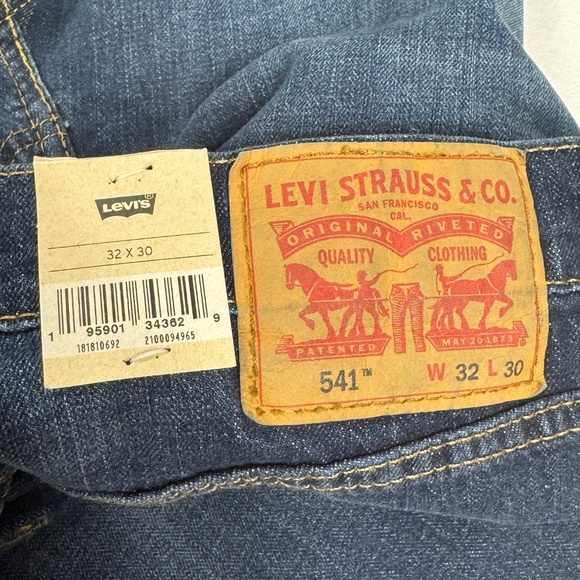 LEVI'S®
32 X 30
1 95901 34362 9
181810692 2100094965
LEVI STRAUSS & CO.
SAN FRANCISCO
CAL.
ORIGINAL RIVETED
QUALITY CLOTHING
PATENTED MAY 20 1873
541™ W 32 L 30